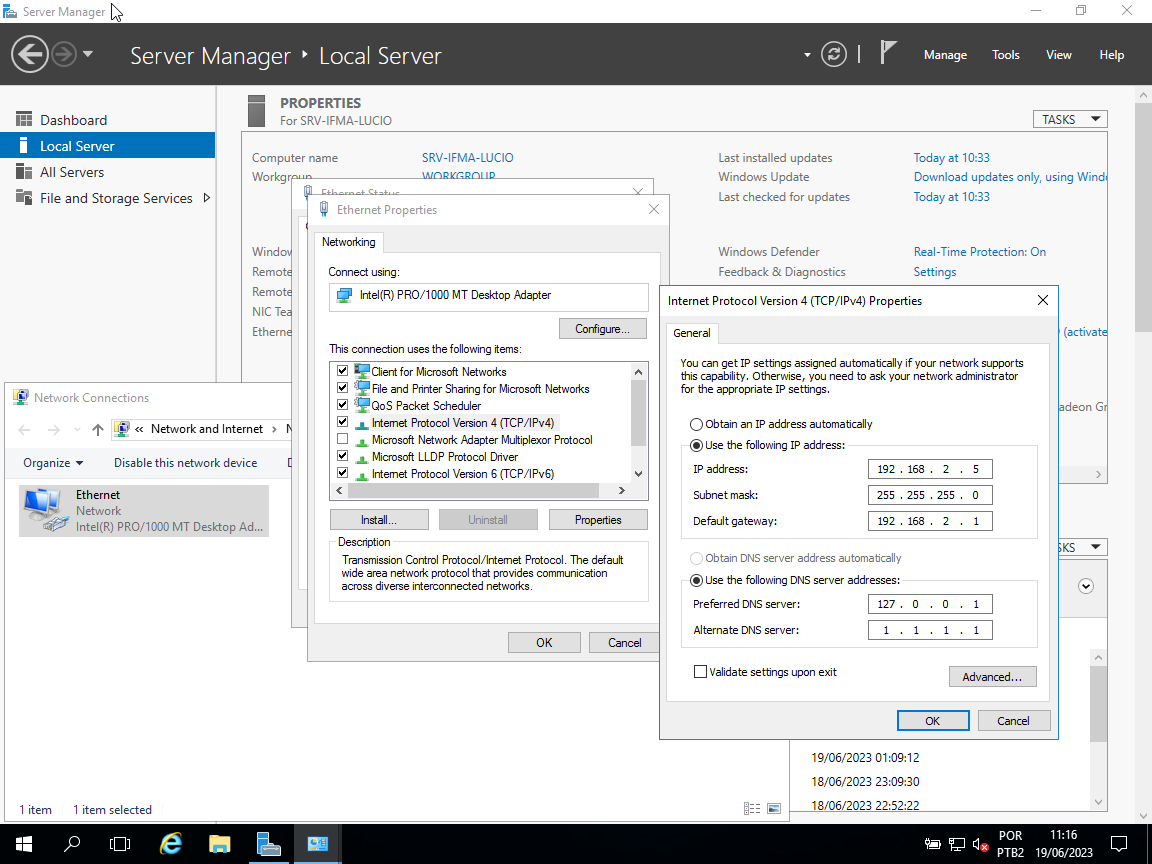 Server Manager
Server Manager ‣ Local Server
Manage
Tools
View
Help
Dashboard
Local Server
All Servers
File and Storage Services
PROPERTIES
For SRV-IFMA-LUCIO
TASKS
Computer name
SRV-IFMA-LUCIO
Workgroup
WORKGROUP
Last installed updates
Today at 10:33
Windows Update
Download updates only, using Windo
Last checked for updates
Today at 10:33
Window
Remote
Remote
NIC Tea
Etherne
Windows Defender
Real-Time Protection: On
Feedback & Diagnostics
Settings
(activate
adeon Gr
SKS
Ethernet Status
Ethernet Properties
Networking
Connect using:
Intel(R) PRO/1000 MT Desktop Adapter
Configure...
This connection uses the following items:
Client for Microsoft Networks
File and Printer Sharing for Microsoft Networks
QoS Packet Scheduler
Internet Protocol Version 4 (TCP/IPv4)
Microsoft Network Adapter Multiplexor Protocol
Microsoft LLDP Protocol Driver
Internet Protocol Version 6 (TCP/IPv6)
Install...
Uninstall
Properties
Description
Transmission Control Protocol/Internet Protocol. The default
wide area network protocol that provides communication
across diverse interconnected networks.
OK
Cancel
Internet Protocol Version 4 (TCP/IPv4) Properties
General
You can get IP settings assigned automatically if your network supports
this capability. Otherwise, you need to ask your network administrator
for the appropriate IP settings.
Obtain an IP address automatically
Use the following IP address:
IP address:
192 . 168 . 2 . 5
Subnet mask:
255 . 255 . 255 . 0
Default gateway:
192 . 168 . 2 . 1
Obtain DNS server address automatically
Use the following DNS server addresses:
Preferred DNS server:
127 . 0 . 0 . 1
Alternate DNS server:
1 . 1 . 1 . 1
Validate settings upon exit
Advanced...
OK
Cancel
Network Connections
« Network and Internet › N
Organize
Disable this network device
D
Ethernet
Network
Intel(R) PRO/1000 MT Desktop Ad...
1 item
1 item selected
19/06/2023 01:09:12
18/06/2023 23:09:30
18/06/2023 22:52:22
POR
PTB2
11:16
19/06/2023